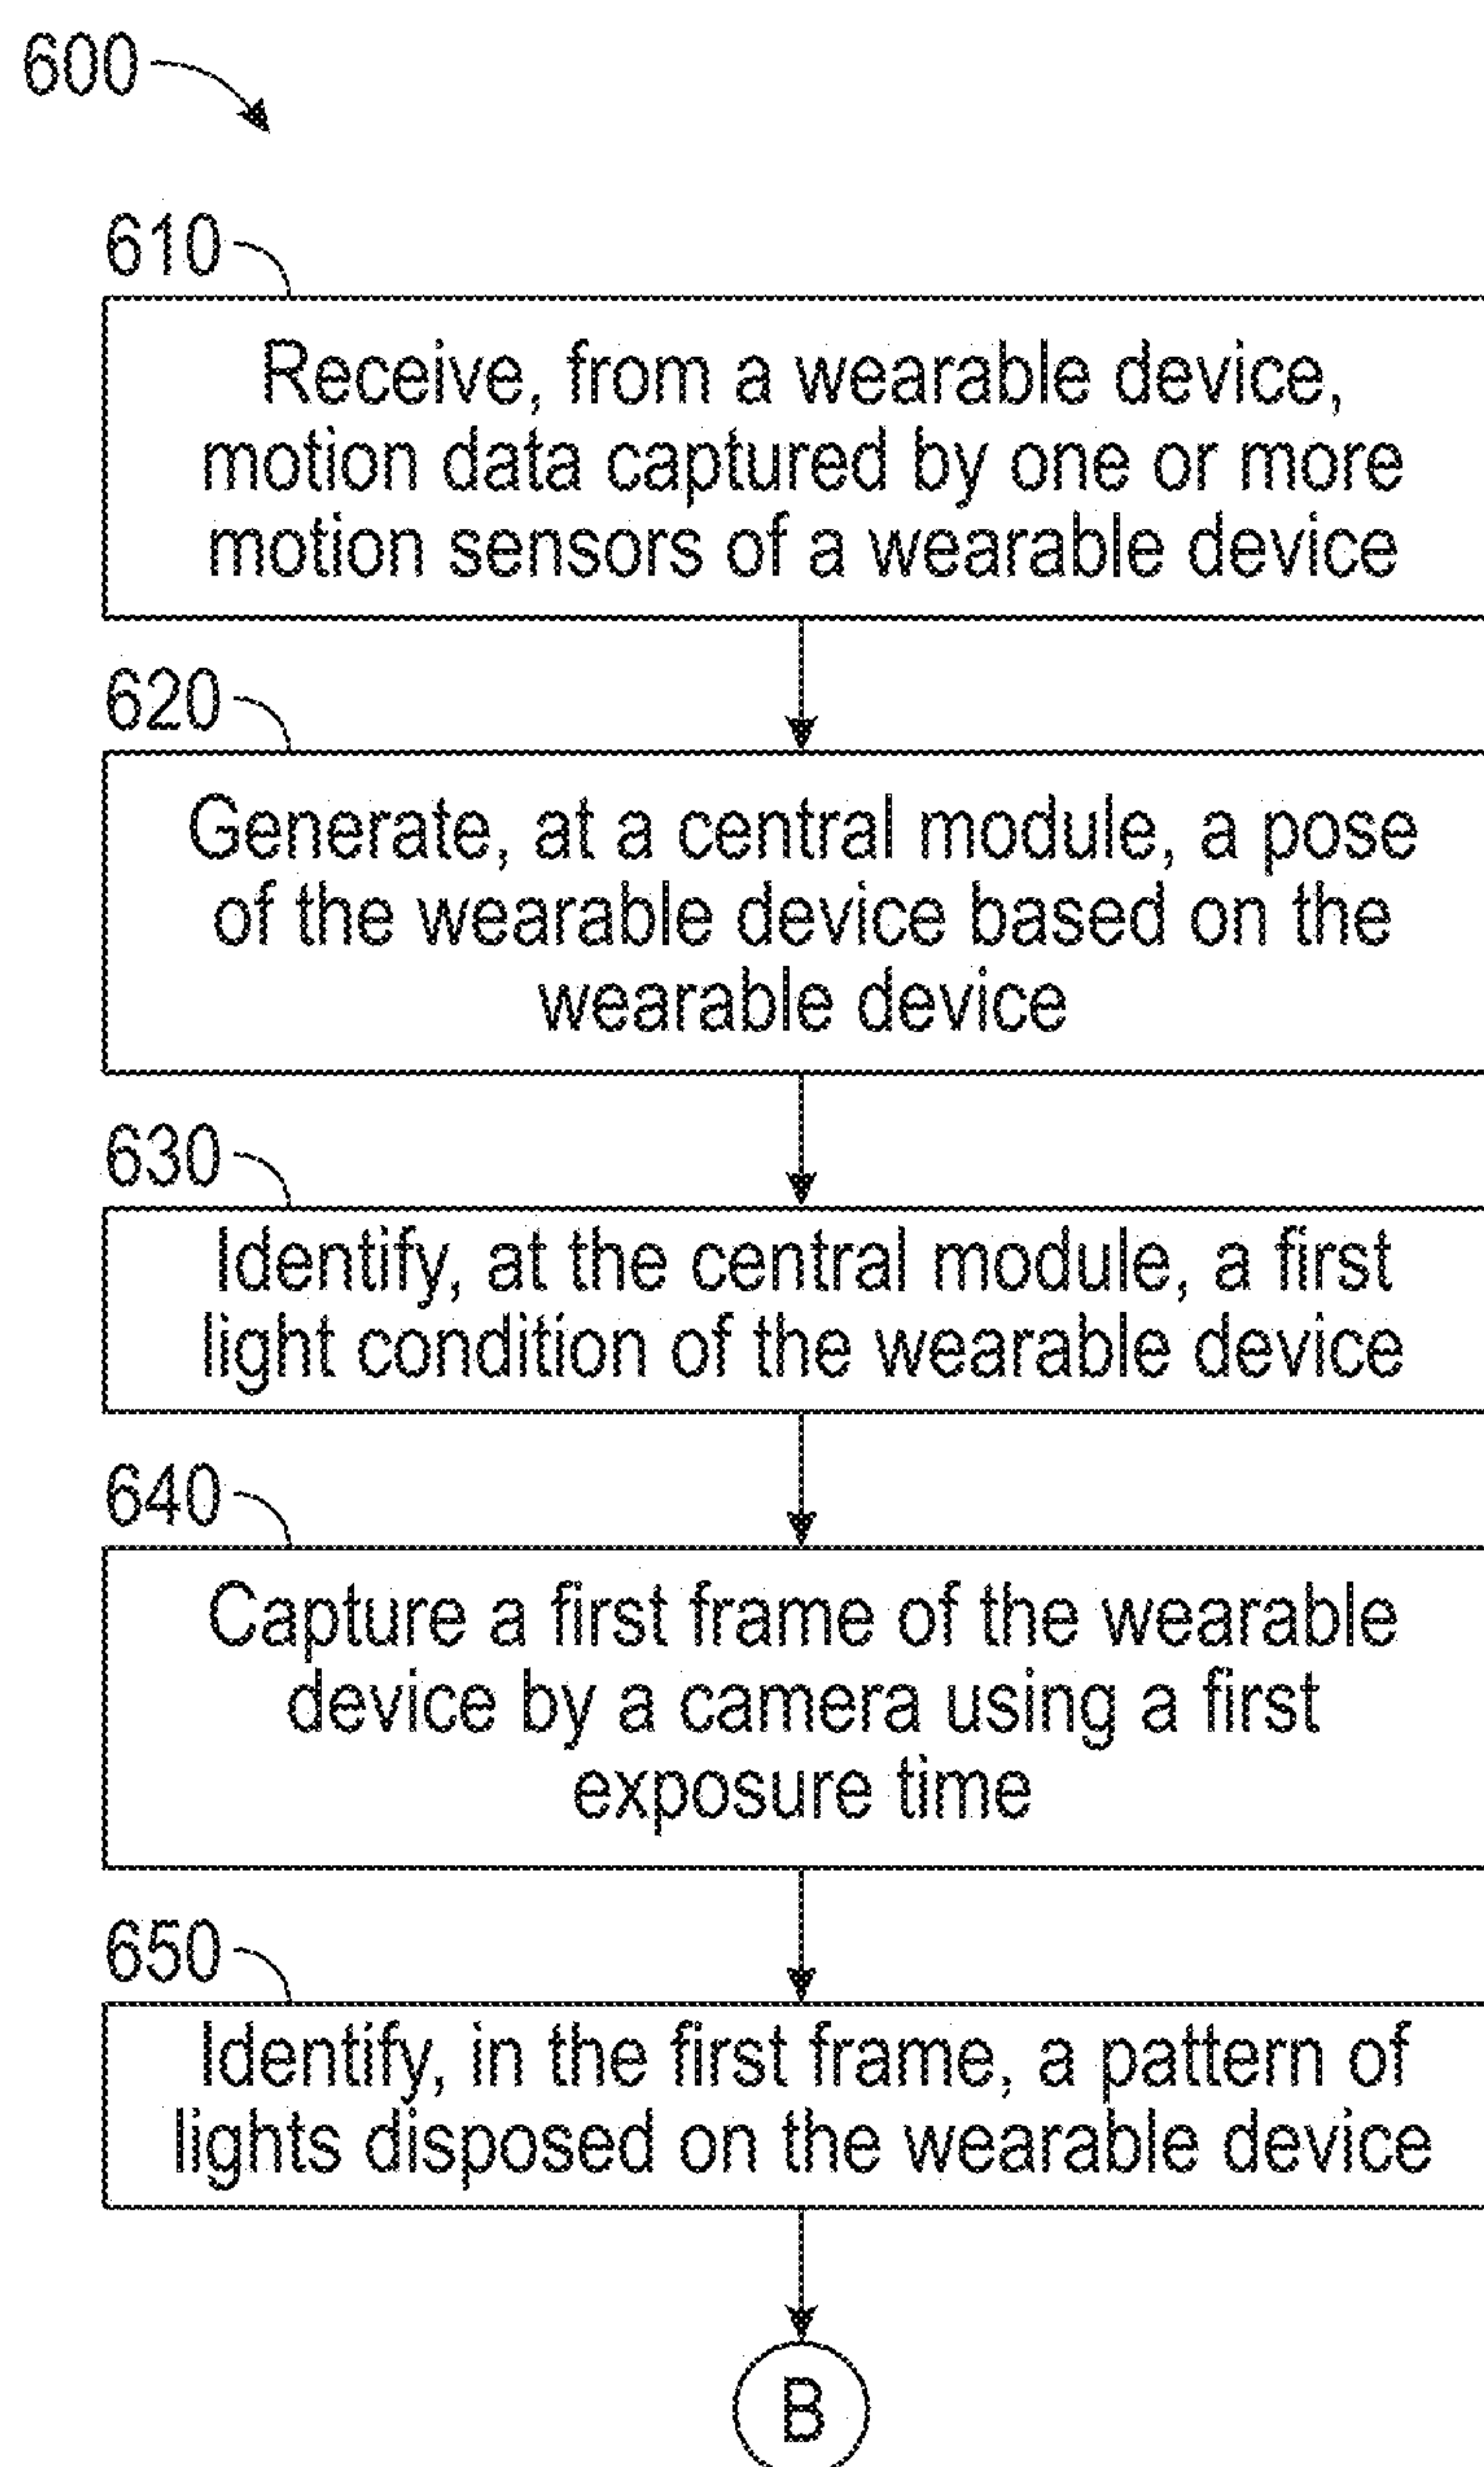 600
610
Receive, from a wearable device,
motion data captured by one or more
motion sensors of a wearable device
620
Generate, at a central module, a pose
of the wearable device based on the
wearable device
630
Identify, at the central module, a first
light condition of the wearable device
640
Capture a first frame of the wearable
device by a camera using a first
exposure time
650
Identify, in the first frame, a pattern of
lights disposed on the wearable device
B